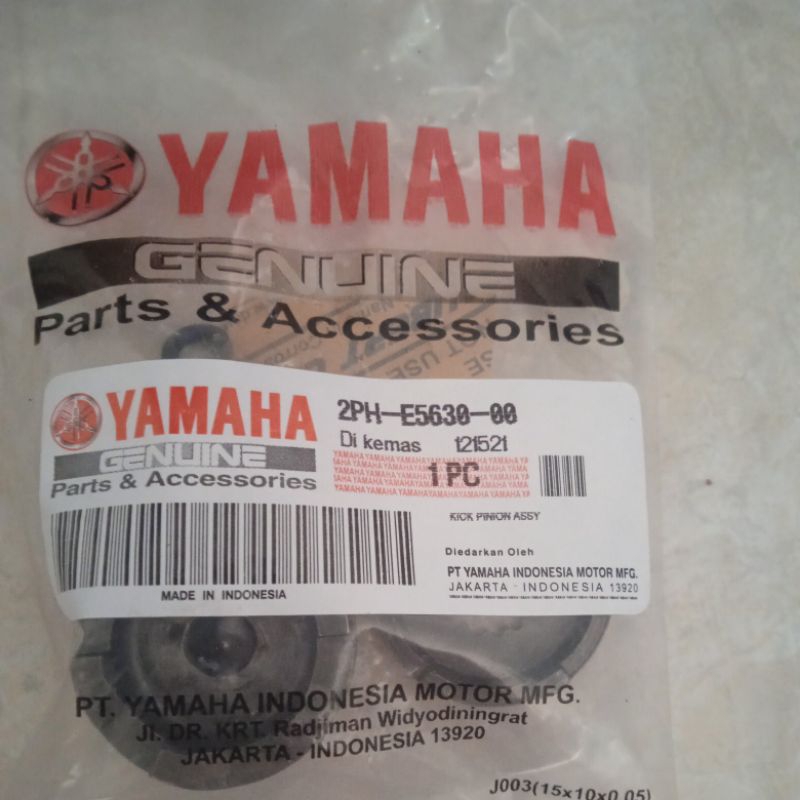 YAMAHA
GENUINE
Parts & Accessories
YAMAHA
GENUINE
Parts & Accessories
2PH-E5630-00
Di kemas 121521
YAMAHAYAMAHAYAMAHAYAMAHAYAMAHA
1 PC
KICK PINION ASSY
Diedarkan Oleh
PT YAMAHA INDONESIA MOTOR MFG.
JAKARTA - INDONESIA 13920
MADE IN INDONESIA
PT. YAMAHA INDONESIA MOTOR MFG.
Jl. DR. KRT. Radjiman Widyodiningrat
JAKARTA - INDONESIA 13920
J003(15x10x0.05)